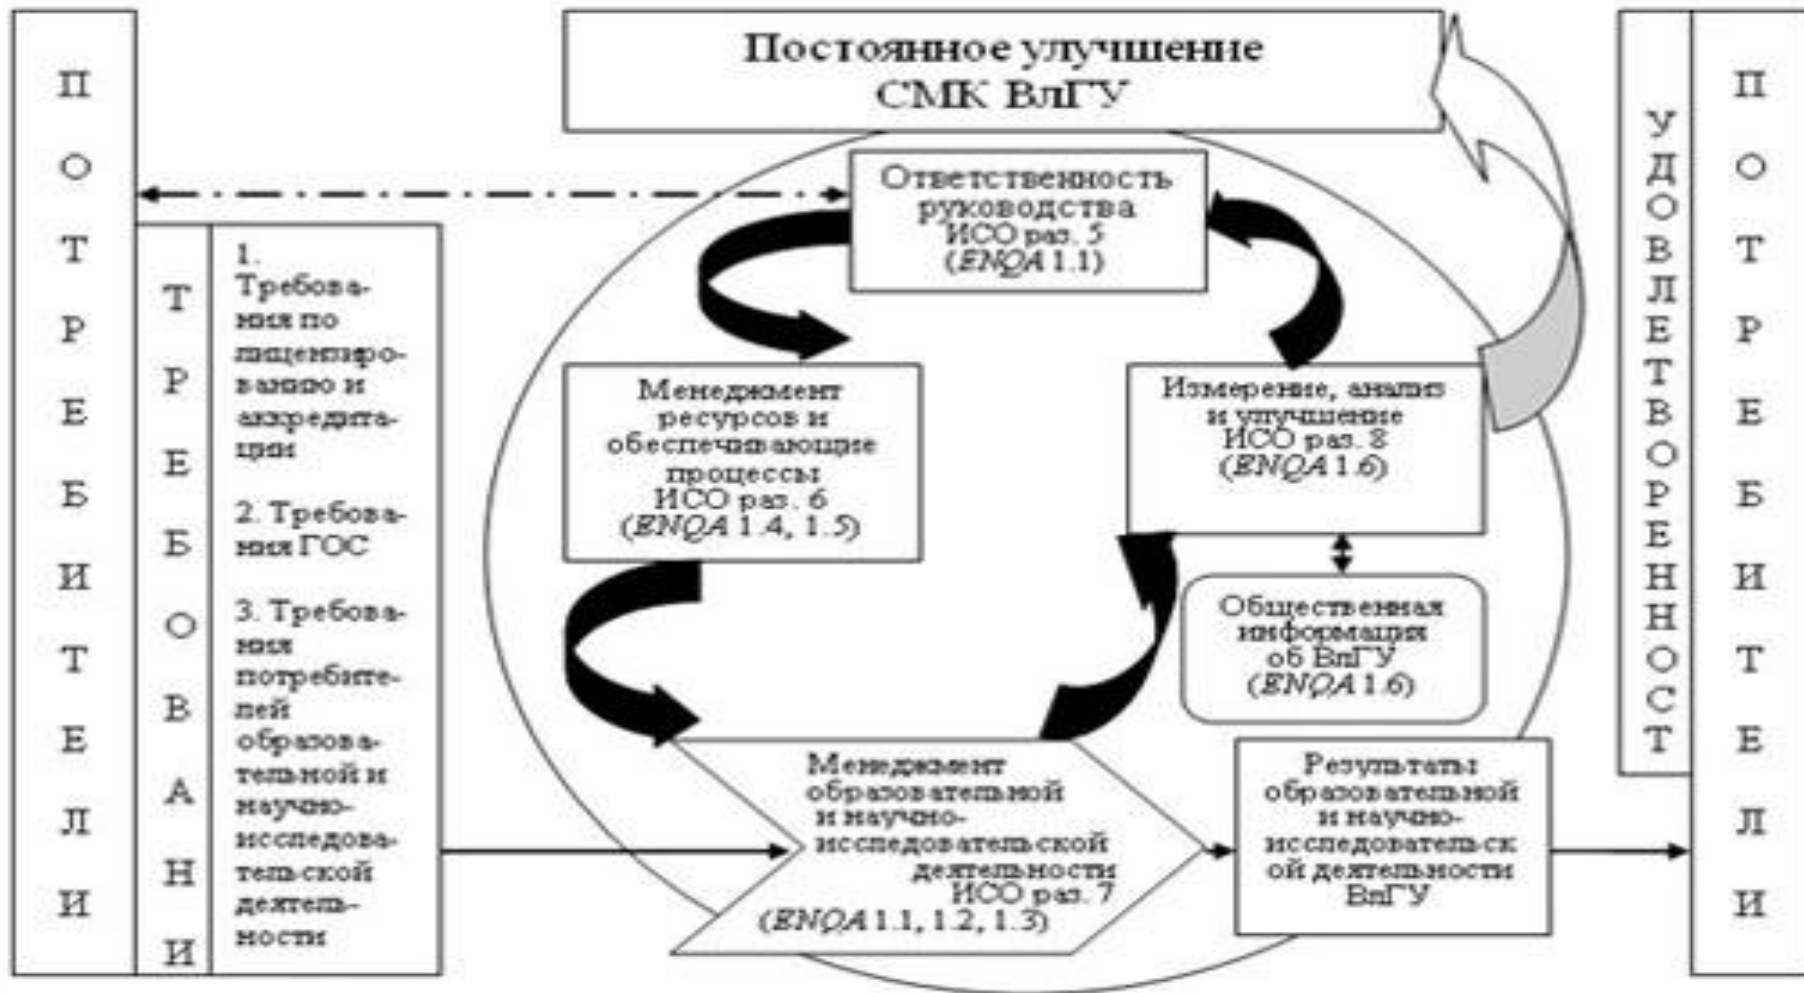 ПОТРЕБИТЕЛИ
ТРЕБОВАНИ
1.
Требова-
ния по
лицензиро-
ванию и
аккредита-
ции
2. Требова-
ния ГОС
3. Требова-
ния
потребите-
лей
образова-
тельной и
научно-
исследова-
тельской
деятель-
ности
Постоянное улучшение
СМК ВлГУ
Ответственность
руководства
ИСО раз. 5
(ENQA 1.1)
Менеджмент
ресурсов и
обеспечивающие
процессы
ИСО раз. 6
(ENQA 1.4, 1.5)
Измерение, анализ
и улучшение
ИСО раз. 8
(ENQA 1.6)
Общественная
информация
об ВлГУ
(ENQA 1.6)
Менеджмент
образовательной
и научно-
исследовательской
деятельности
ИСО раз. 7
(ENQA 1.1, 1.2, 1.3)
Результаты
образовательной
и научно-
исследовательск
ой деятельности
ВлГУ
УДОВЛЕТВОРЕННОСТ
ПОТРЕБИТЕЛИ